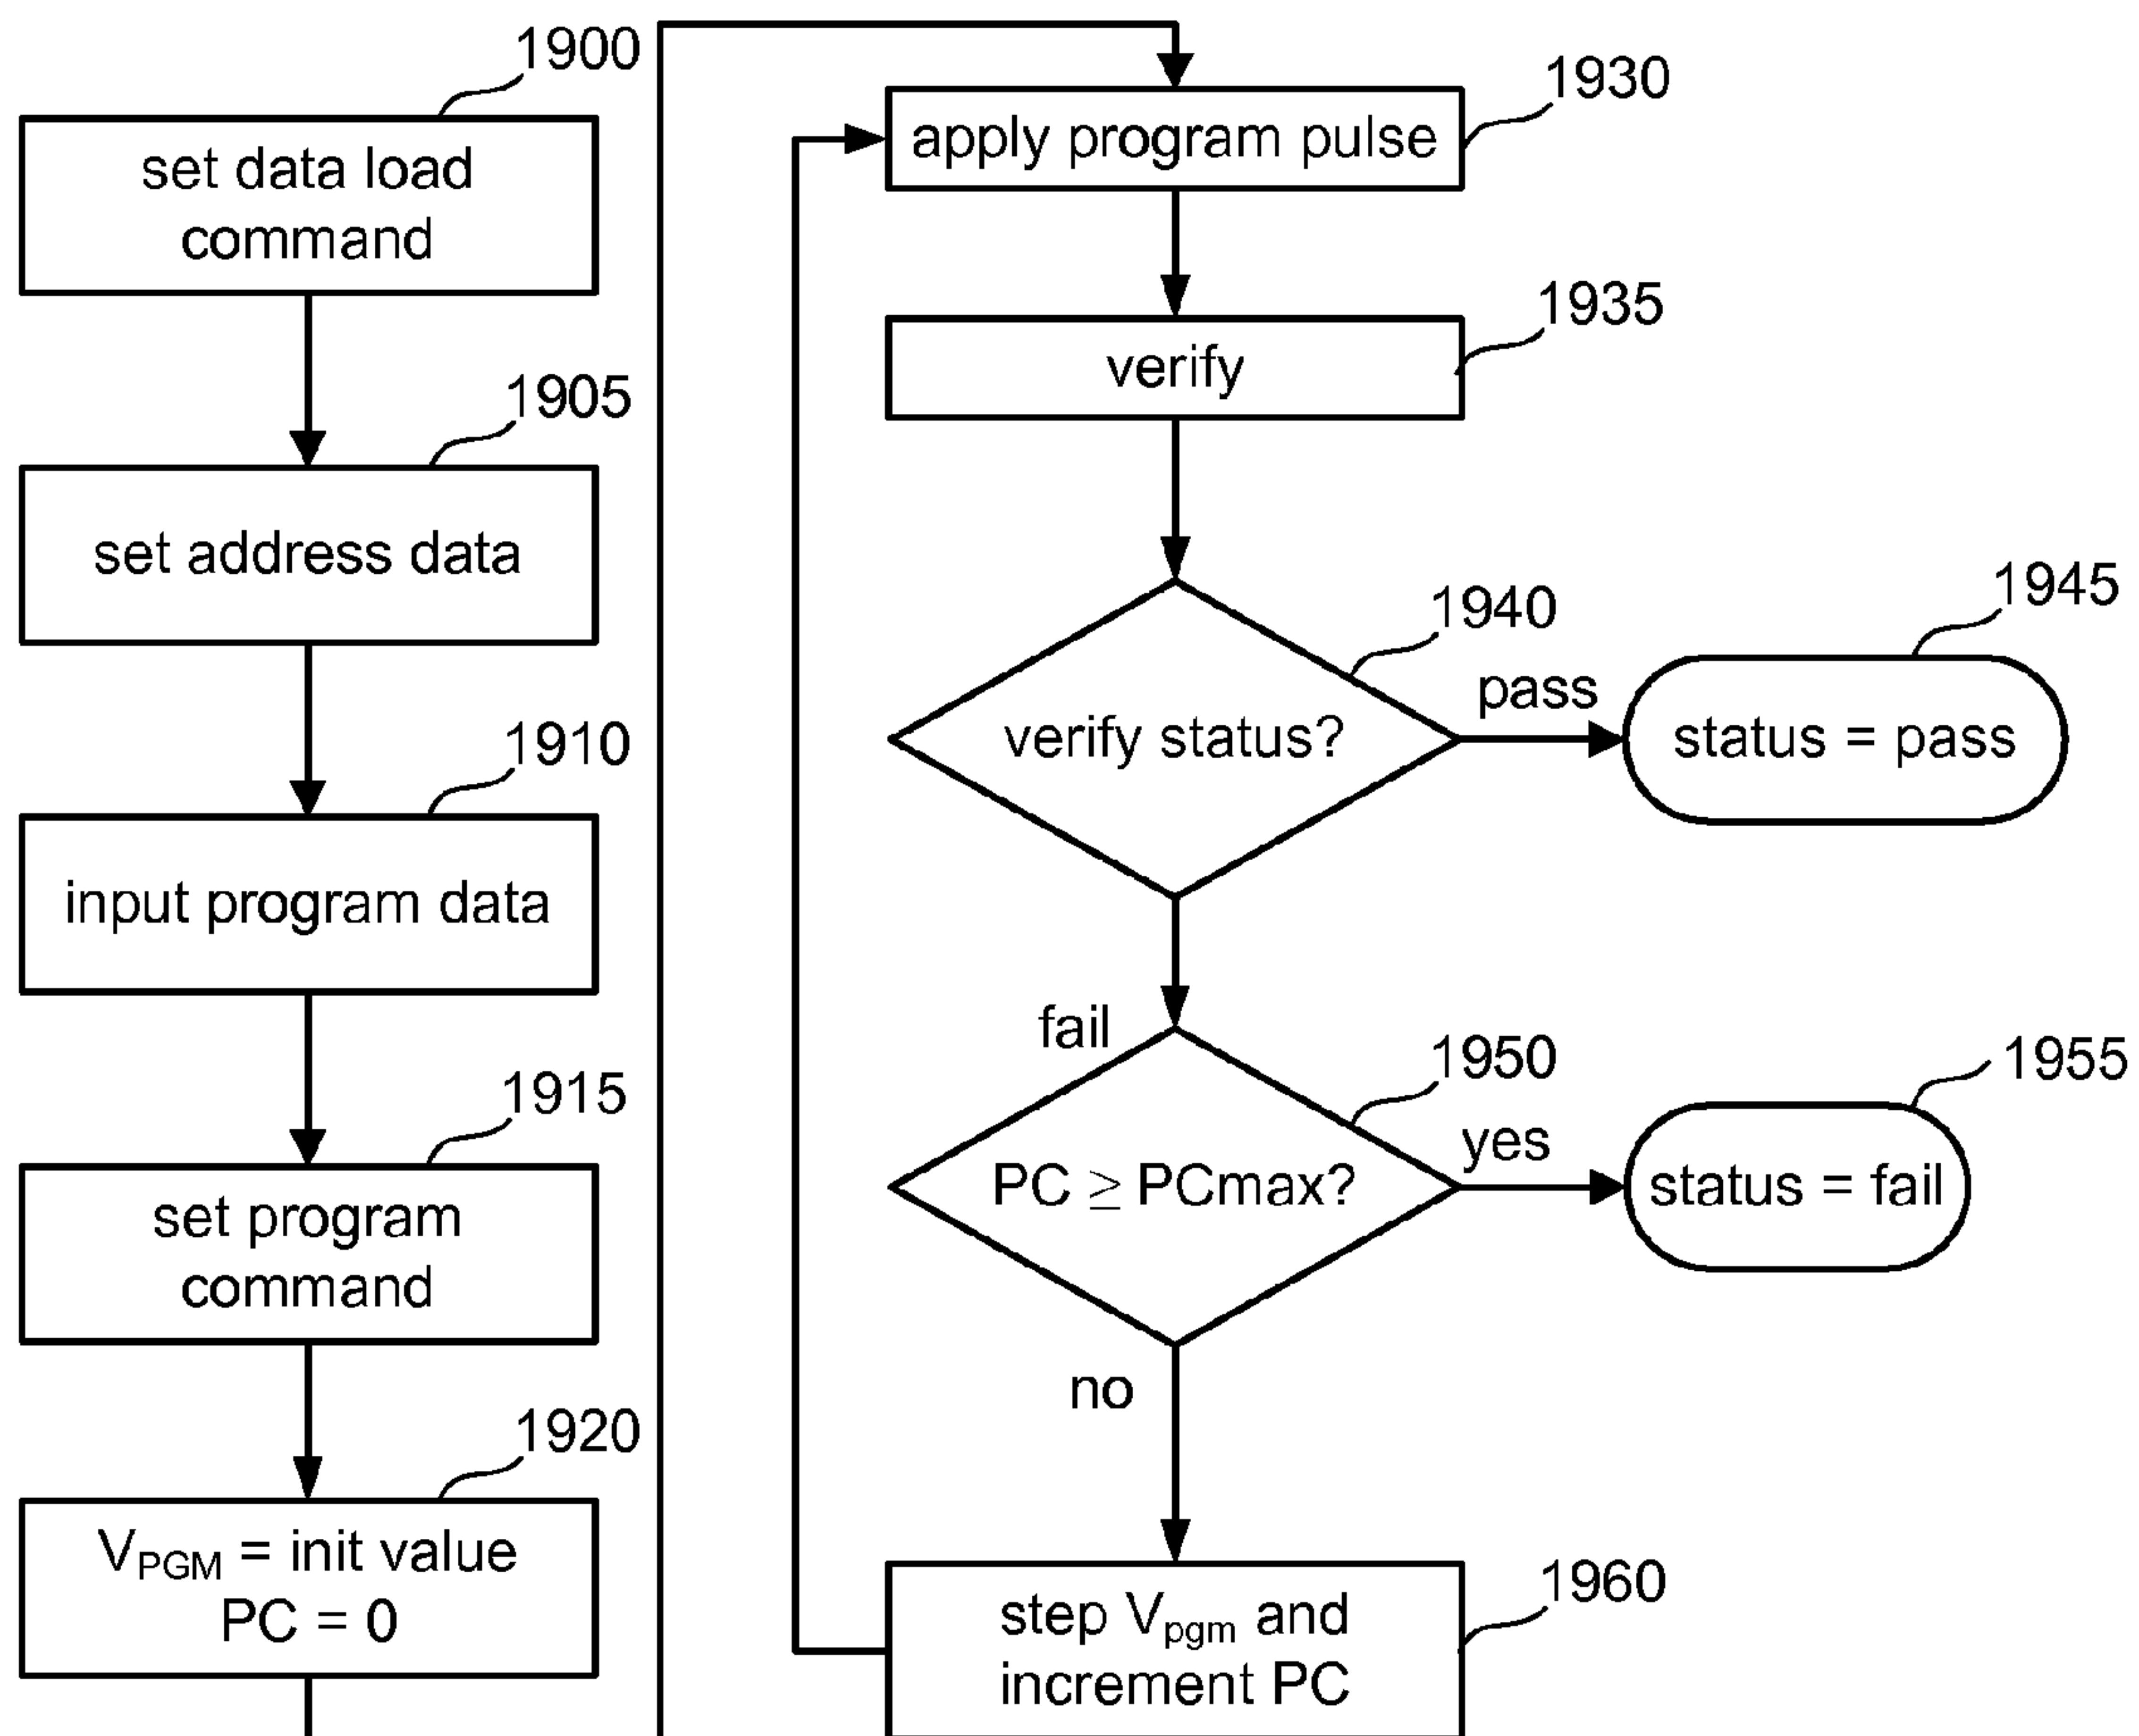 1900
set data load
command
1905
set address data
1910
input program data
1915
set program
command
1920
V_PGM = init value
PC = 0
1930
apply program pulse
1935
verify
1940
verify status?
pass
1945
status = pass
fail
1950
PC ≥ PCmax?
yes
1955
status = fail
no
1960
step V_pgm and
increment PC